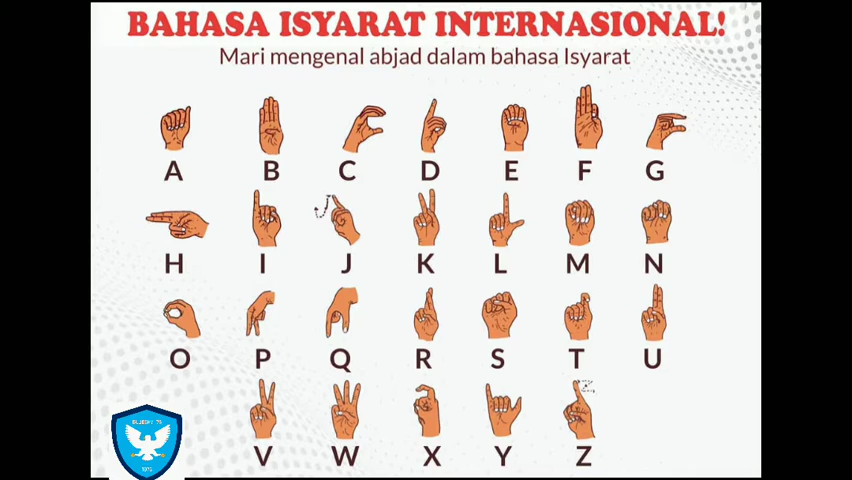 BAHASA ISYARAT INTERNASIONAL!
Mari mengenal abjad dalam bahasa Isyarat
A B C D E F G
H I J K L M N
O P Q R S T U
V W X Y Z